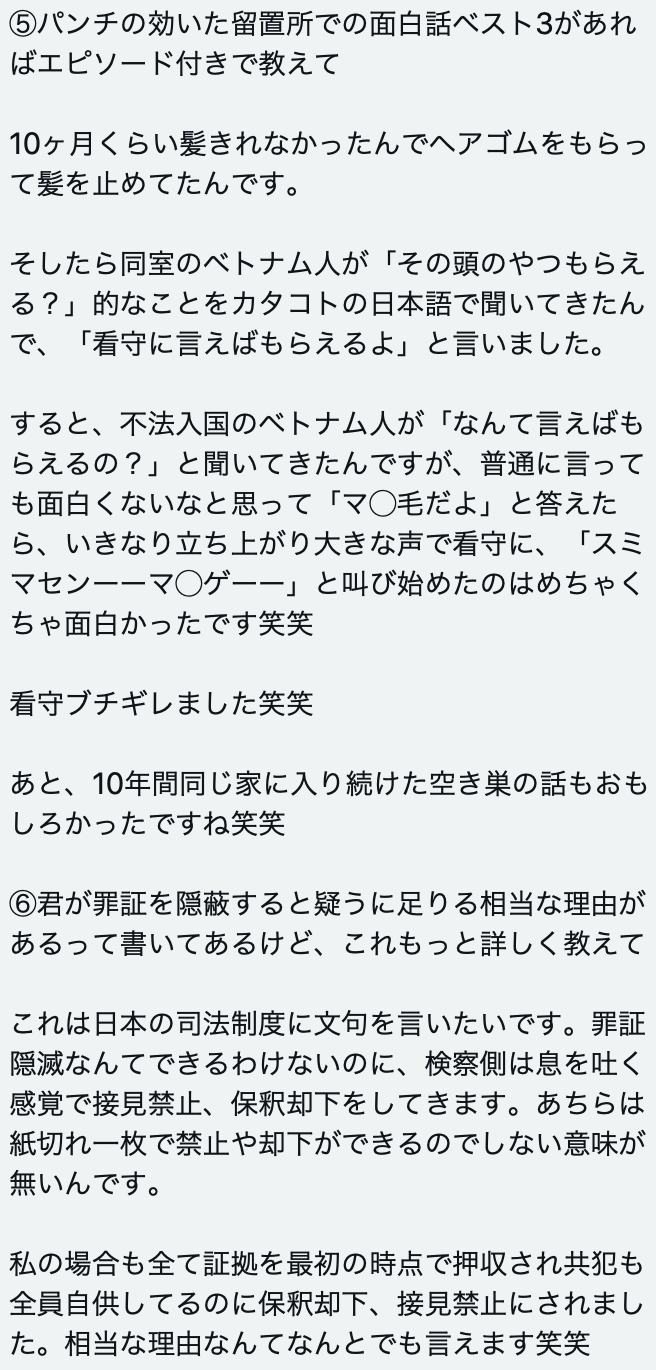 ⑤パンチの効いた留置所での面白話ベスト3があれ
ばエピソード付きで教えて
10ヶ月くらい髪きれなかったんでヘアゴムをもらっ
て髪を止めてたんです。
そしたら同室のベトナム人が「その頭のやつもらえ
る？」的なことをカタコトの日本語で聞いてきたん
で、「看守に言えばもらえるよ」と言いました。
すると、不法入国のベトナム人が「なんて言えばも
らえるの？」と聞いてきたんですが、普通に言って
も面白くないなと思って「マ◯毛だよ」と答えた
ら、いきなり立ち上がり大きな声で看守に、「スミ
マセンーーマ◯ゲーー」と叫び始めたのはめちゃく
ちゃ面白かったです笑笑
看守ブチギレました笑笑
あと、10年間同じ家に入り続けた空き巣の話もおも
しろかったですね笑笑
⑥君が罪証を隠蔽すると疑うに足りる相当な理由が
あるって書いてあるけど、これもっと詳しく教えて
これは日本の司法制度に文句を言いたいです。罪証
隠滅なんてできるわけないのに、検察側は息を吐く
感覚で接見禁止、保釈却下をしてきます。あちらは
紙切れ一枚で禁止や却下ができるのでしない意味が
無いんです。
私の場合も全て証拠を最初の時点で押収され共犯も
全員自供してるのに保釈却下、接見禁止にされまし
た。相当な理由なんてなんとでも言えます笑笑